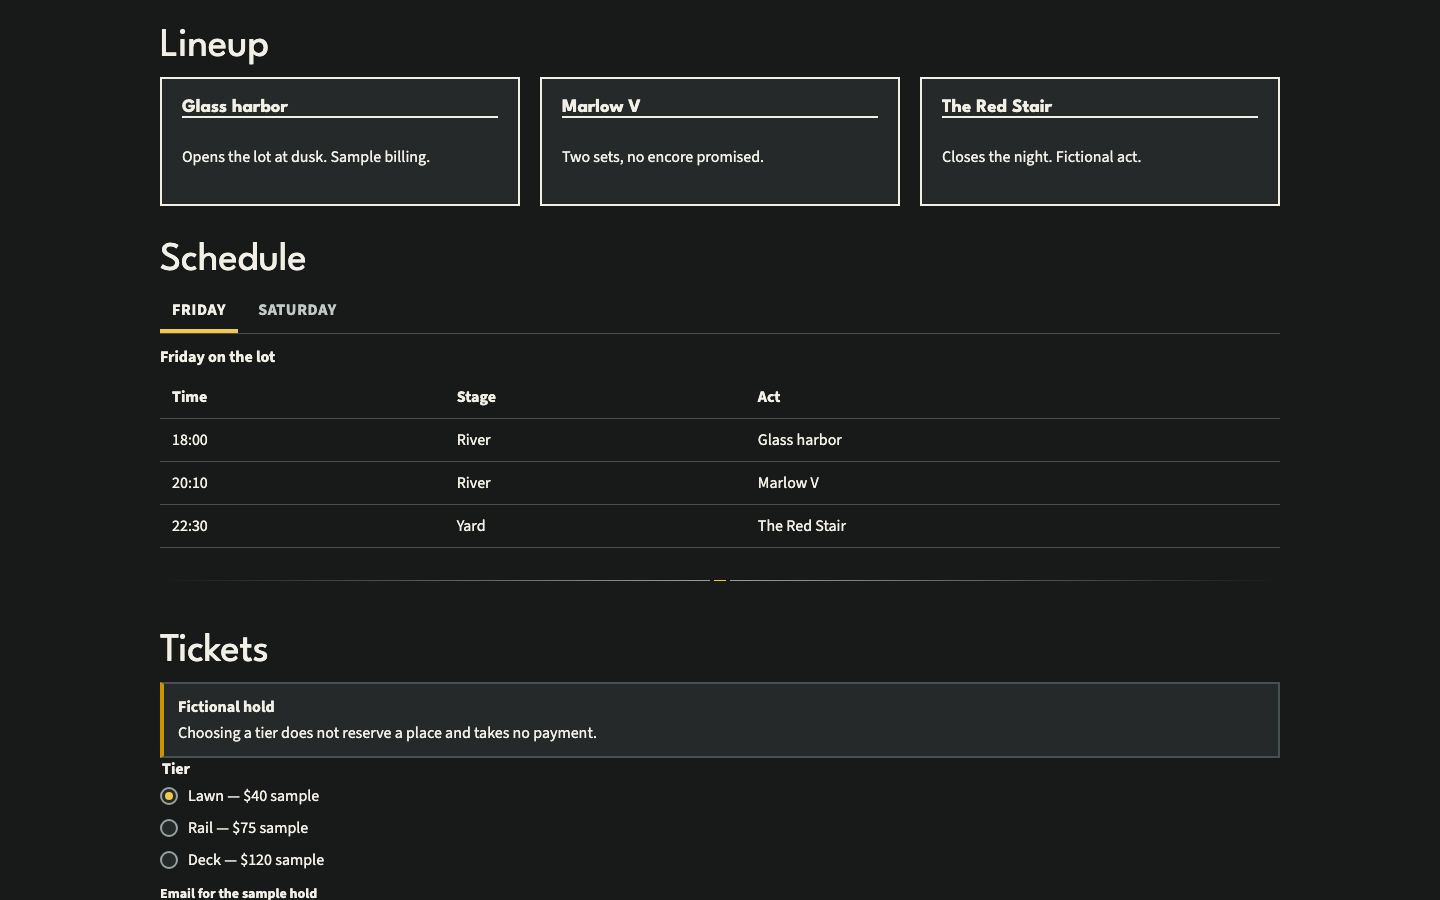 Lineup
Glass harbor
Opens the lot at dusk. Sample billing.
Marlow V
Two sets, no encore promised.
The Red Stair
Closes the night. Fictional act.
Schedule
FRIDAY SATURDAY
Friday on the lot
Time Stage Act
18:00 River Glass harbor
20:10 River Marlow V
22:30 Yard The Red Stair
Tickets
Fictional hold
Choosing a tier does not reserve a place and takes no payment.
Tier
Lawn — $40 sample
Rail — $75 sample
Deck — $120 sample
Email for the sample hold